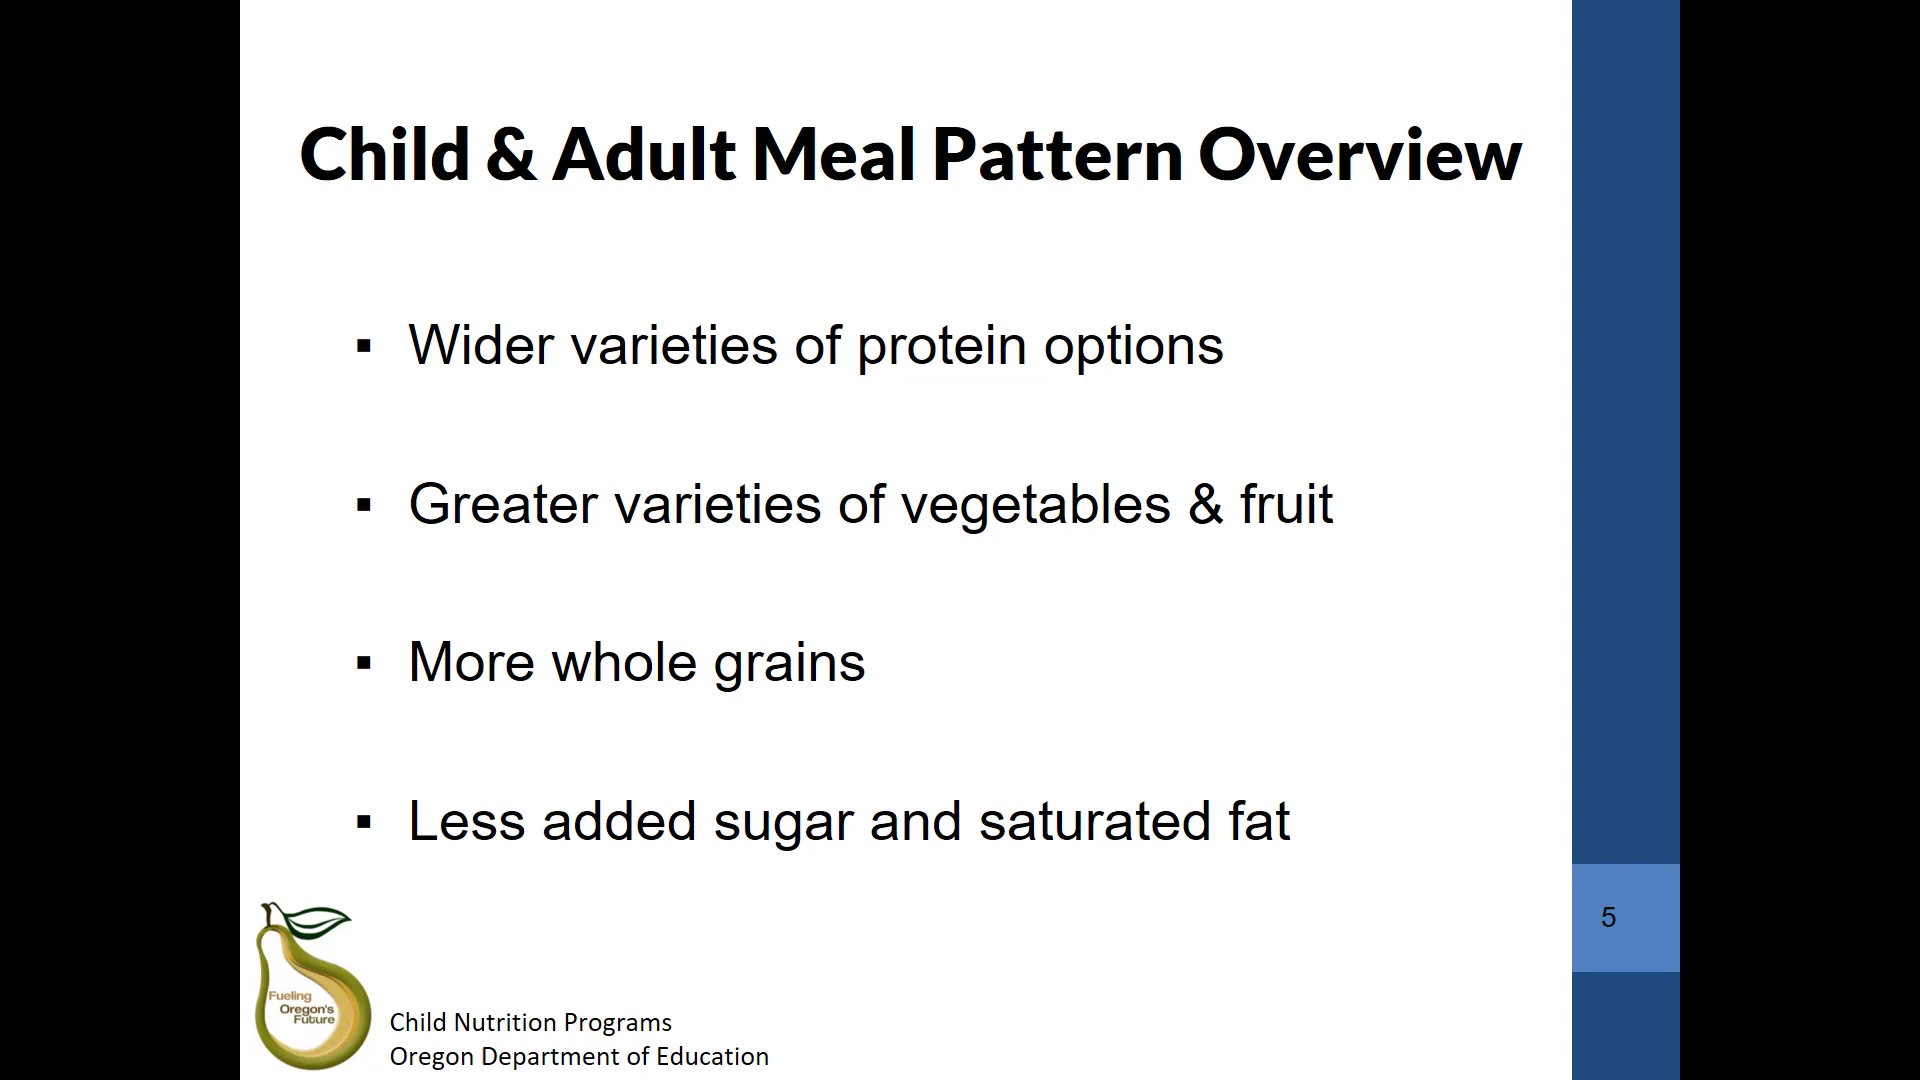 Child & Adult Meal Pattern Overview
▪ Wider varieties of protein options
▪ Greater varieties of vegetables & fruit
▪ More whole grains
▪ Less added sugar and saturated fat
5
Fueling
Oregon's
Future
Child Nutrition Programs
Oregon Department of Education